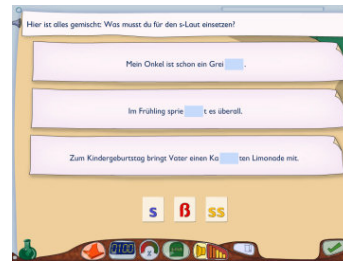 Hier ist alles gemischt: Was musst du für den s-Laut einsetzen?
Mein Onkel ist schon ein Grei .
Im Frühling sprie t es überall.
Zum Kindergeburtstag bringt Vater einen Ka ten Limonade mit.
s ß ss